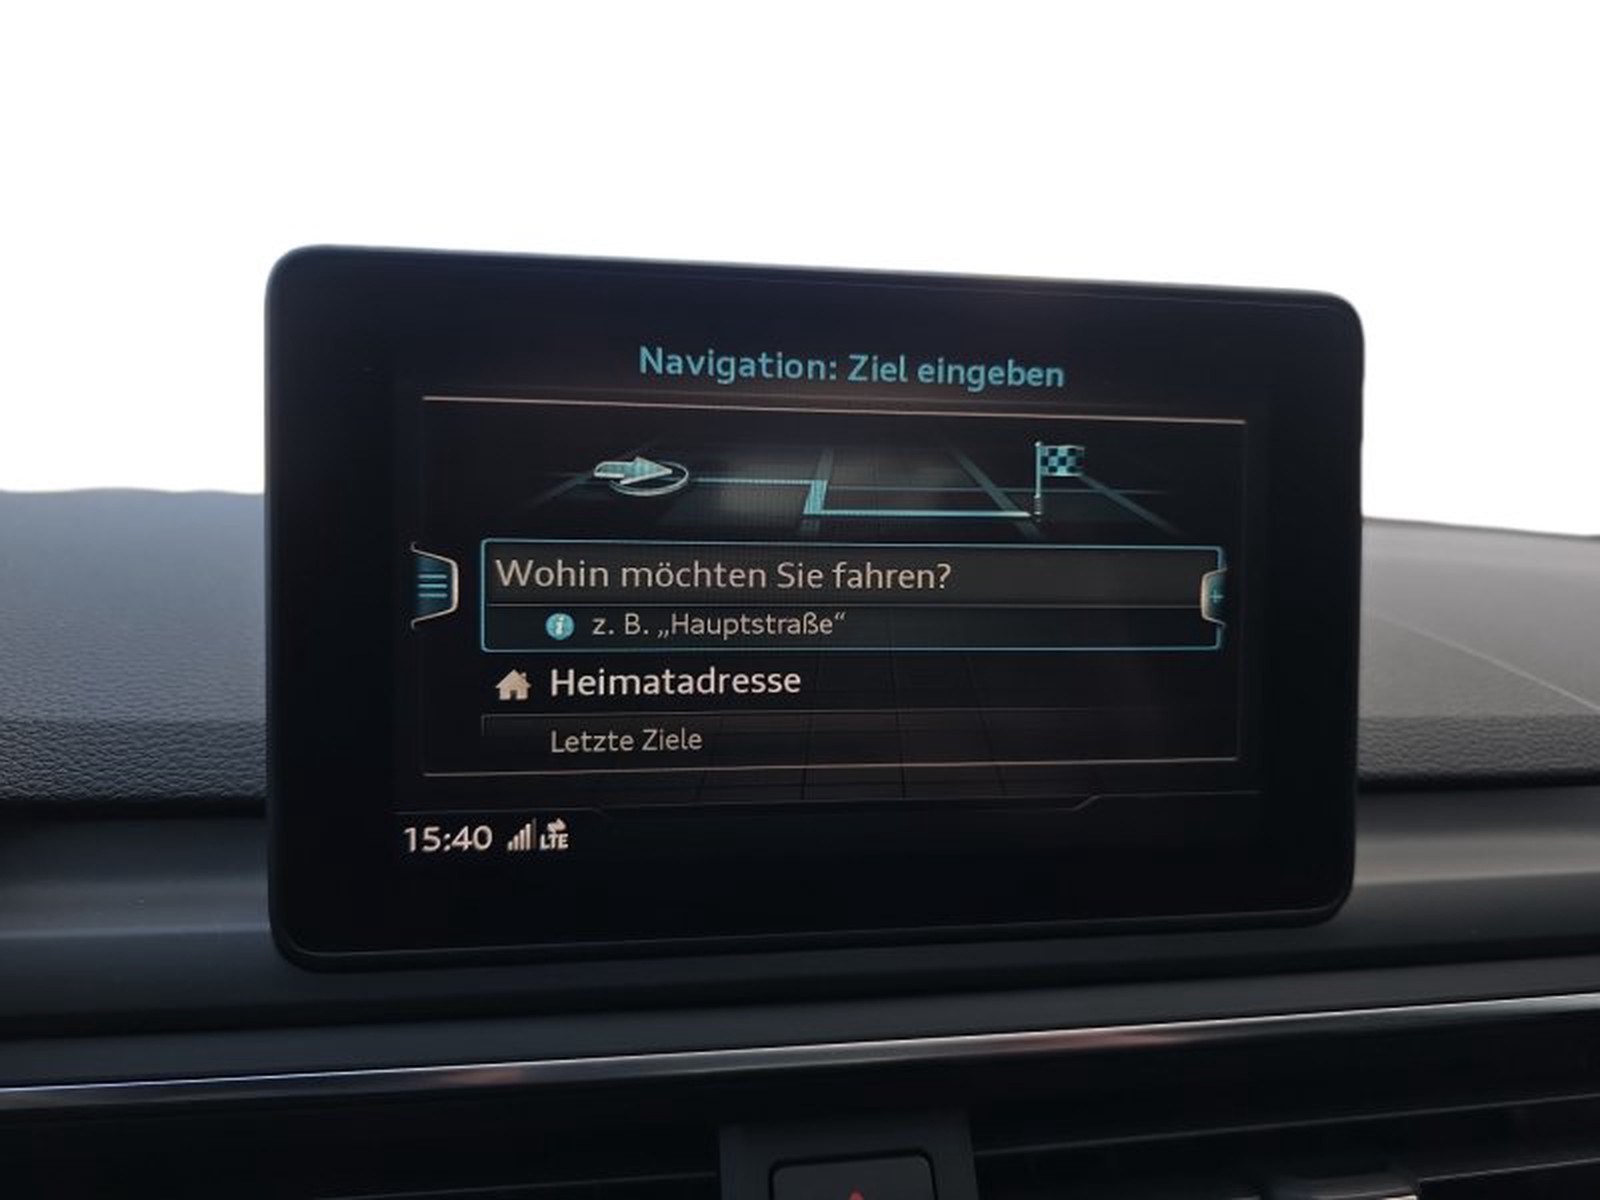 Navigation: Ziel eingeben
Wohin möchten Sie fahren?
z. B. „Hauptstraße“
Heimatadresse
Letzte Ziele
15:40 LTE